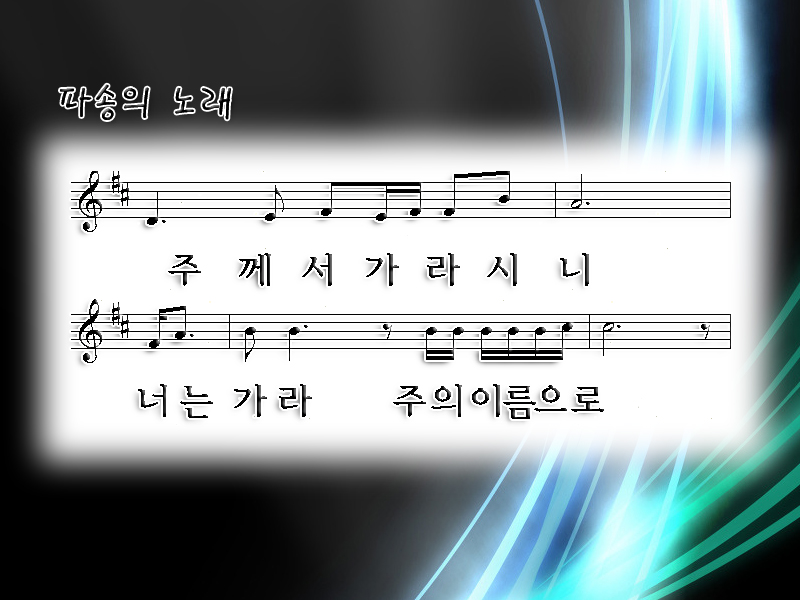 파송의 노래
주 께 서 가 라 시 니
너 는 가 라 주의이름으로